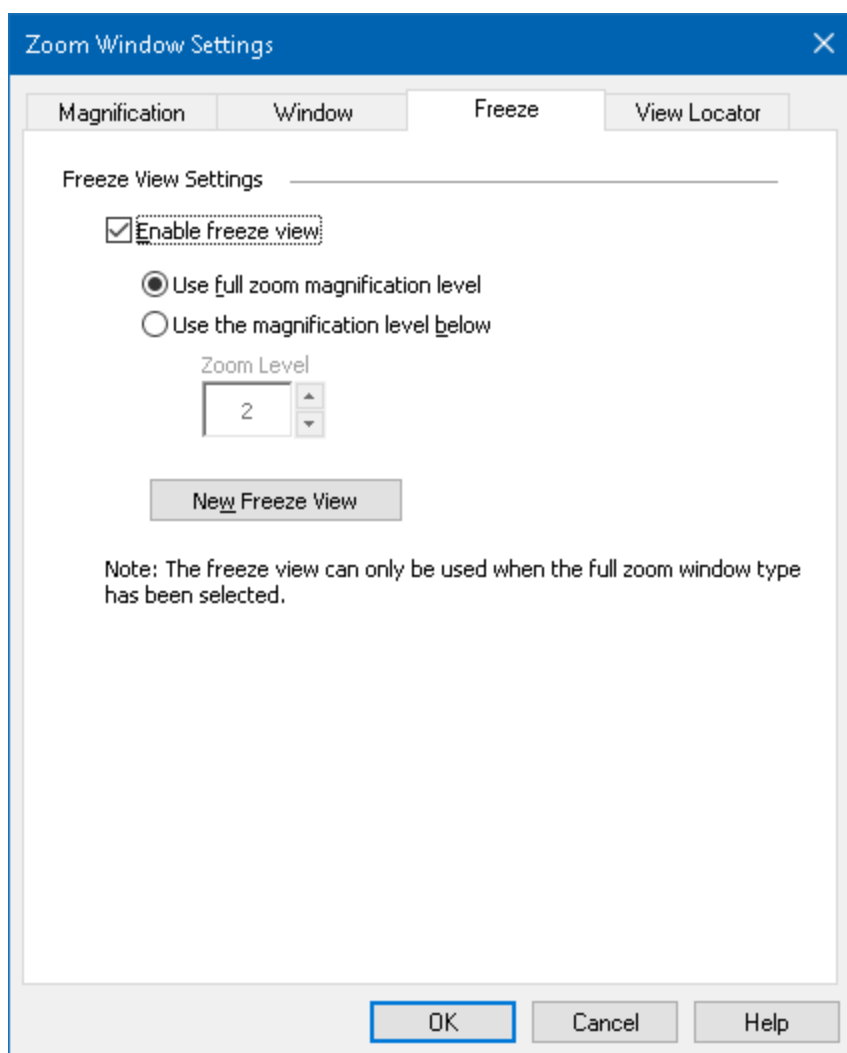 Zoom Window Settings
Magnification Window Freeze View Locator
Freeze View Settings
Enable freeze view
Use full zoom magnification level
Use the magnification level below
Zoom Level
2
New Freeze View
Note: The freeze view can only be used when the full zoom window type
has been selected.
OK Cancel Help